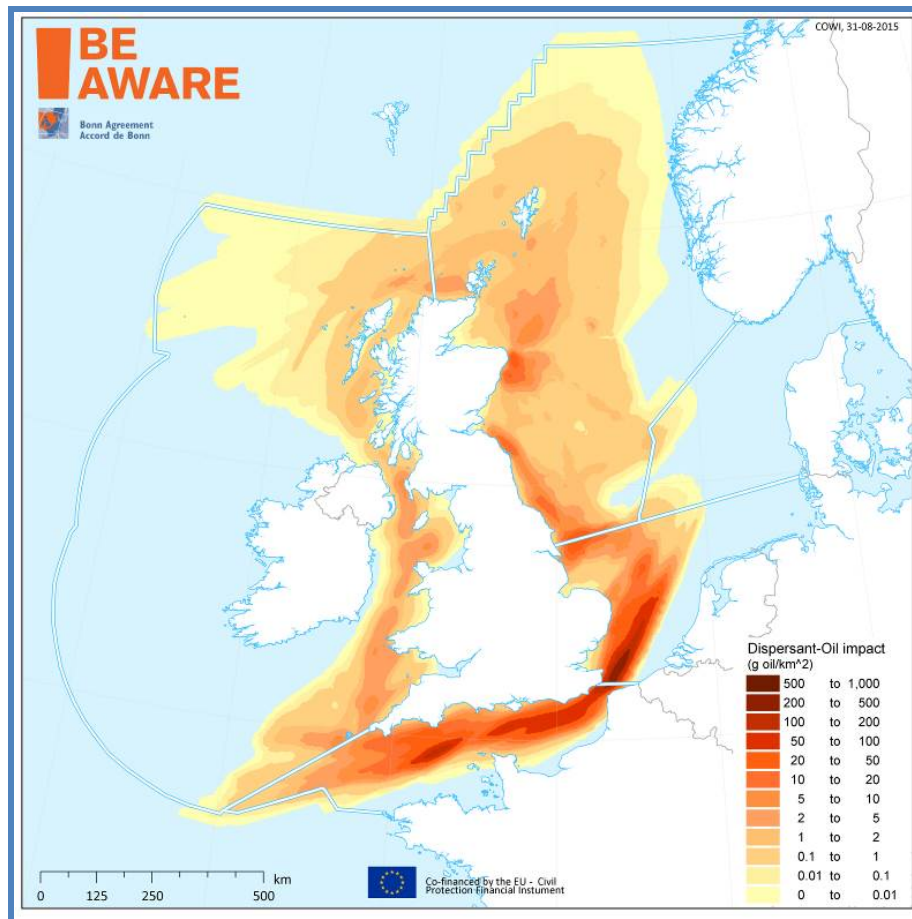 BE
AWARE
Bonn Agreement
Accord de Bonn
COWI, 31-08-2015
Dispersant-Oil impact
(g oil/km^2)
500 to 1,000
200 to 500
100 to 200
50 to 100
20 to 50
10 to 20
5 to 10
2 to 5
1 to 2
0.1 to 1
0.01 to 0.1
0 to 0.01
km
0 125 250 500
Co-financed by the EU - Civil
Protection Financial Instument